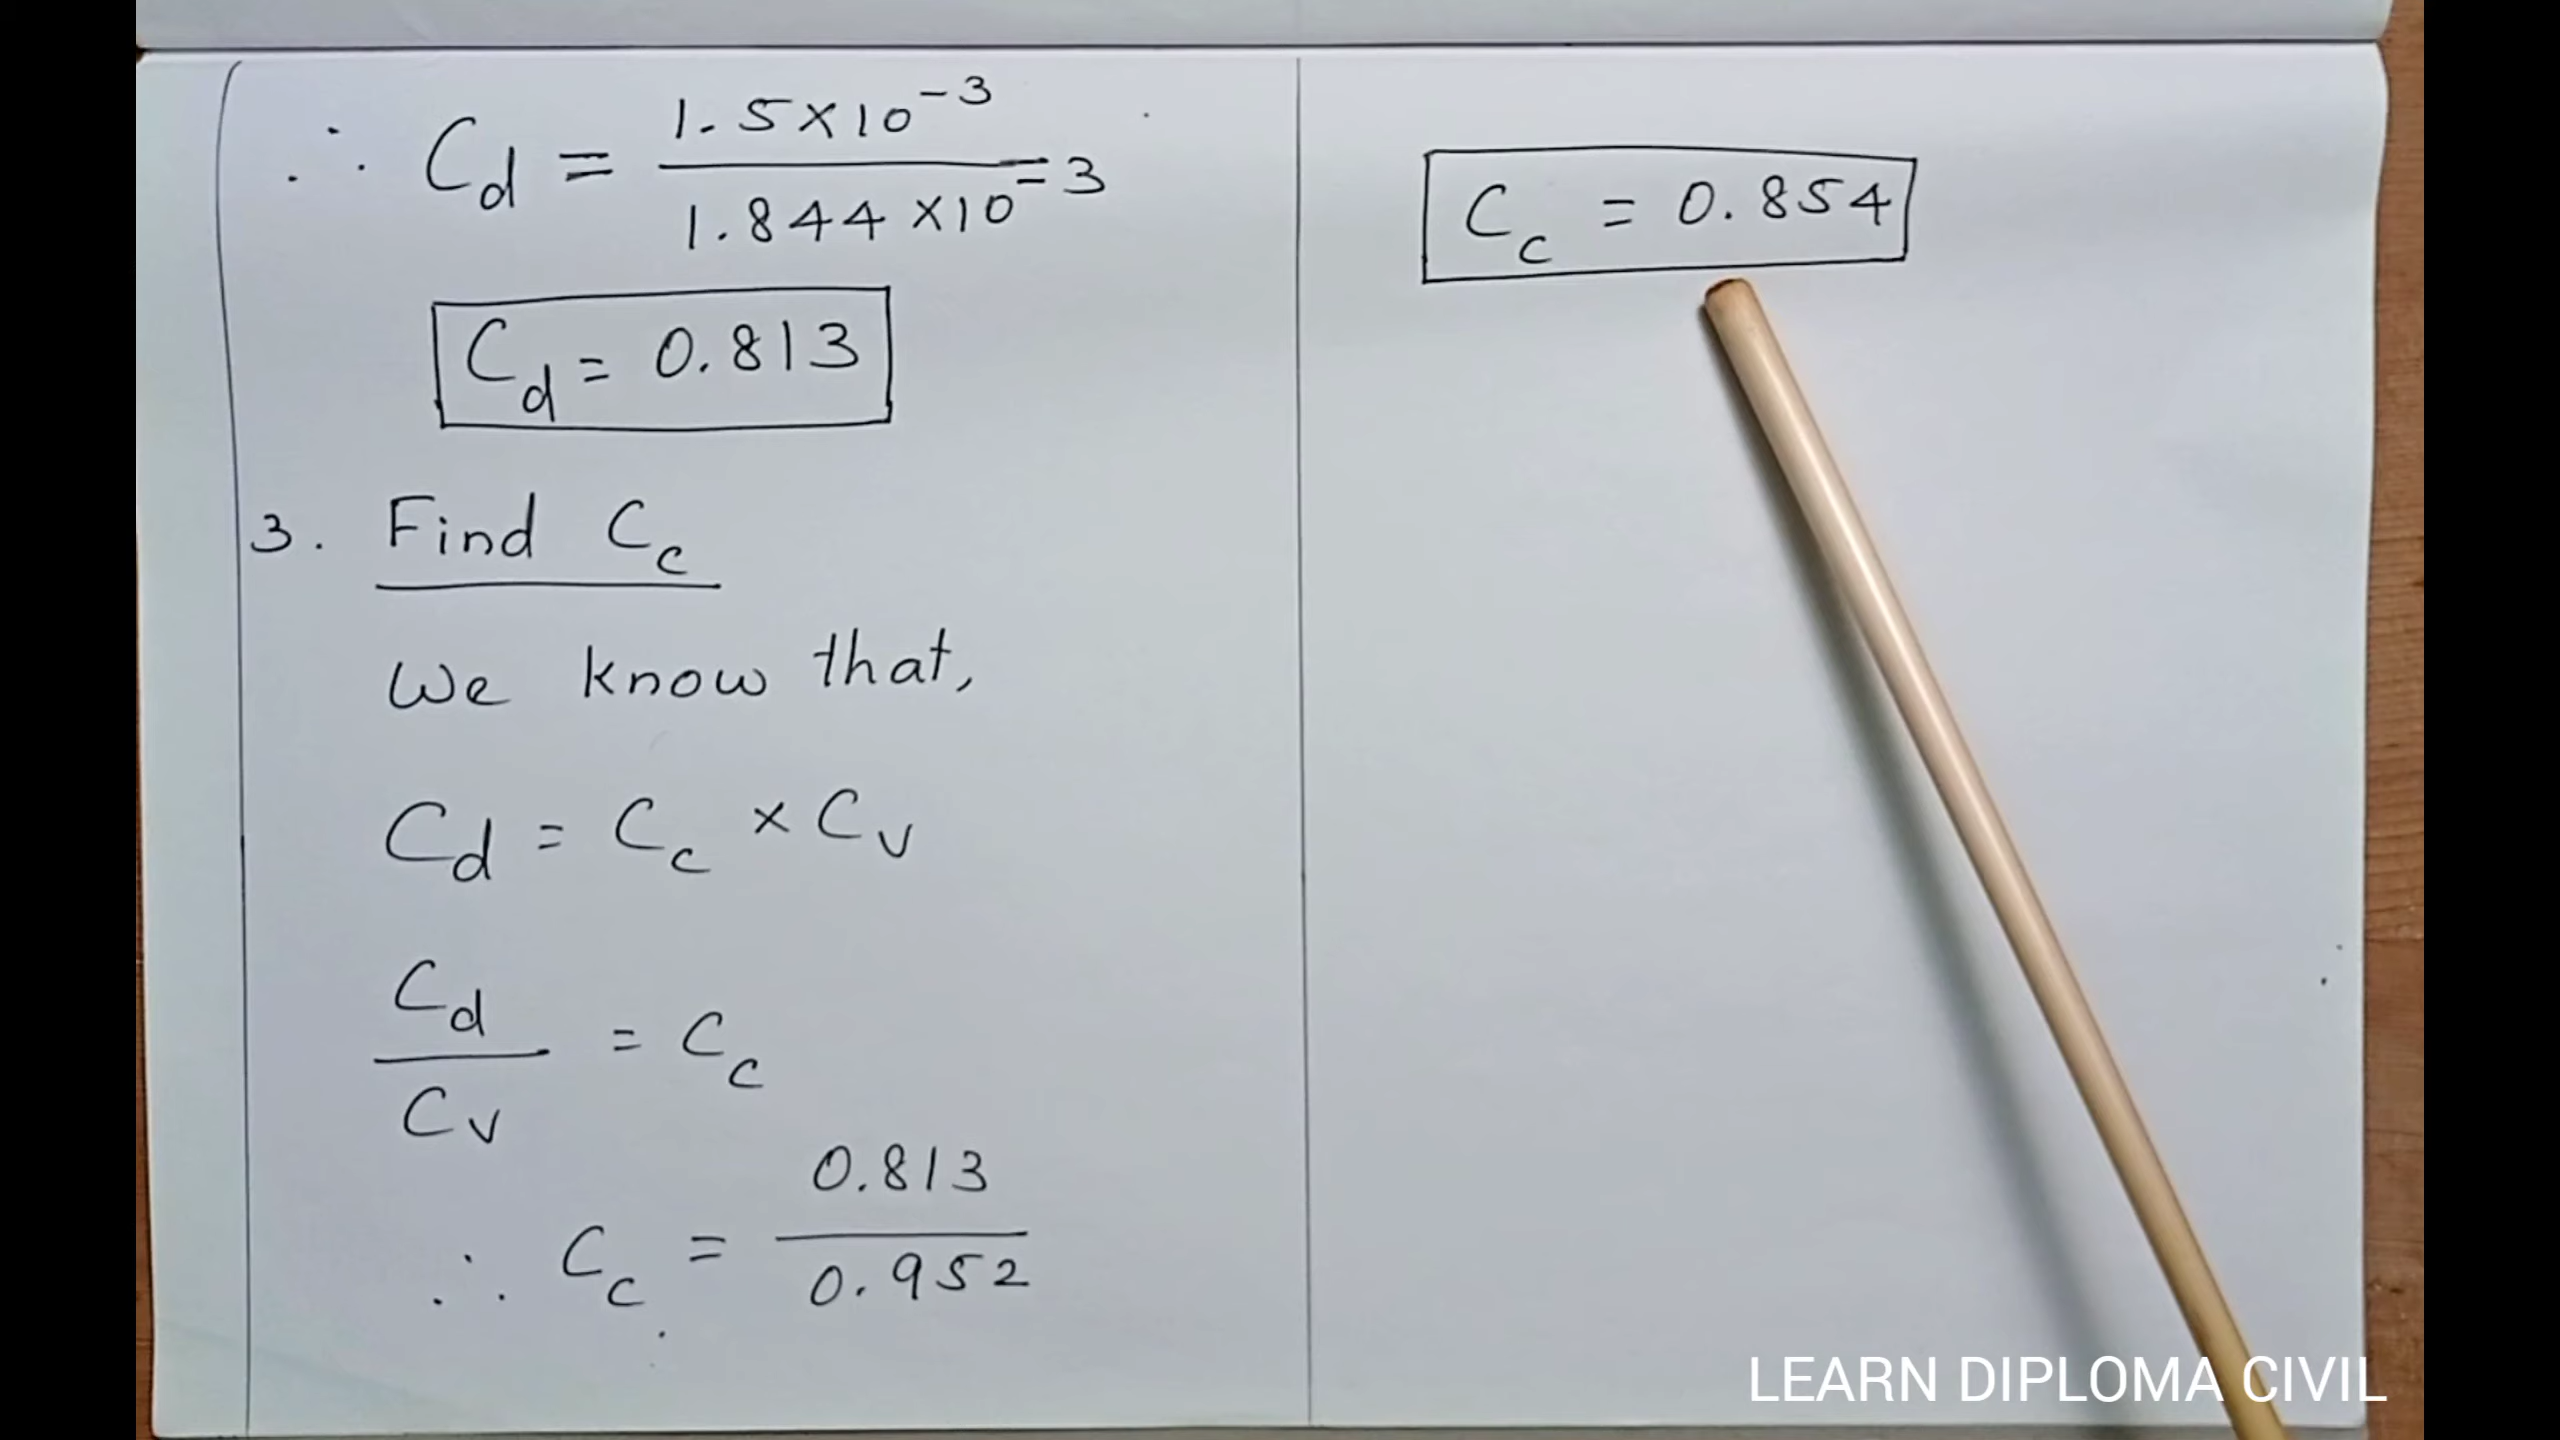 ∴ Cd = 1.5×10⁻³ / 1.844×10⁻³
Cd = 0.813
3. Find Cc
We know that,
Cd = Cc × Cv
Cd / Cv = Cc
∴ Cc = 0.813 / 0.952
Cc = 0.854
LEARN DIPLOMA CIVIL